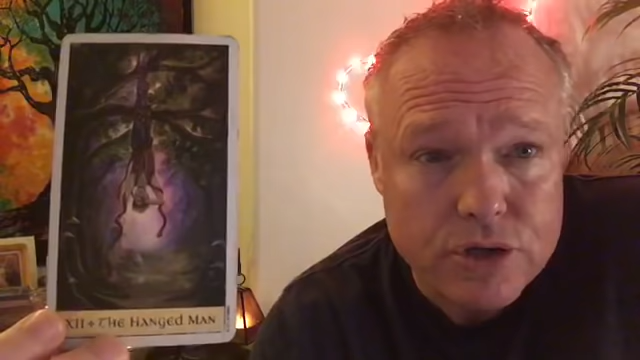 XII ✦ THE HANGED MAN